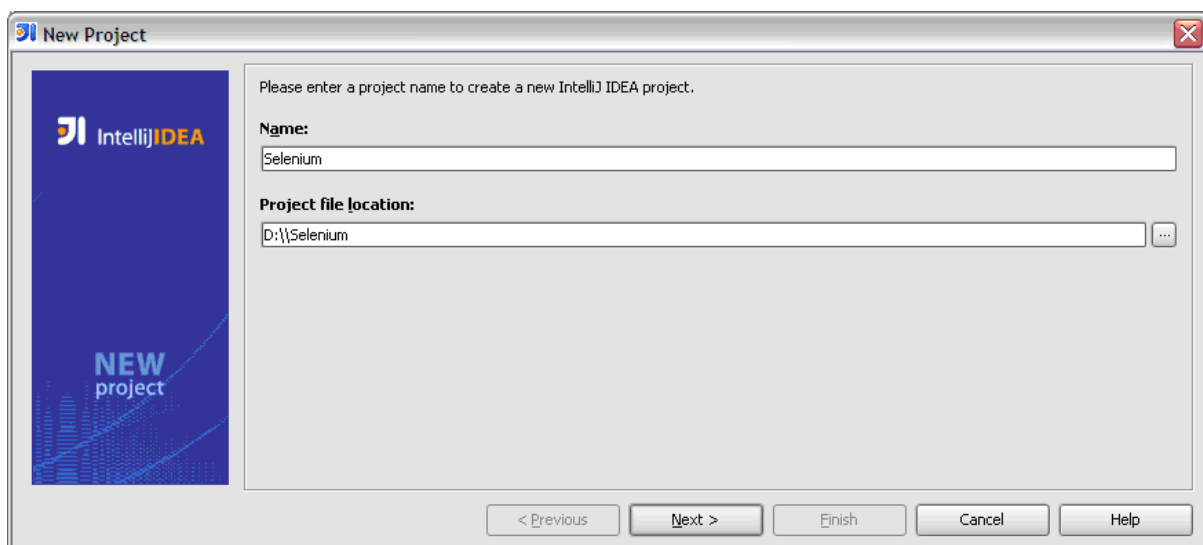 New Project
IntelliJIDEA
NEW
project
Please enter a project name to create a new IntelliJ IDEA project.
Name:
Selenium
Project file location:
D:\\Selenium
...
< Previous
Next >
Finish
Cancel
Help